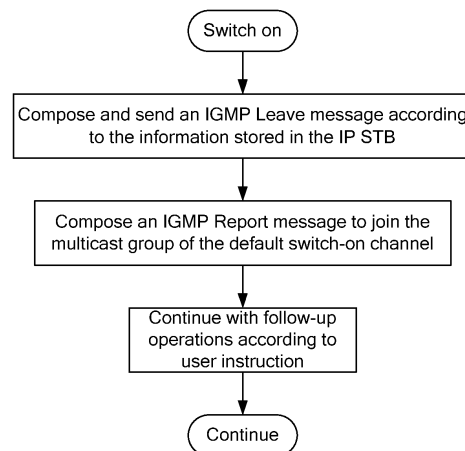 Switch on
Compose and send an IGMP Leave message according
to the information stored in the IP STB
Compose an IGMP Report message to join the
multicast group of the default switch-on channel
Continue with follow-up
operations according to
user instruction
Continue